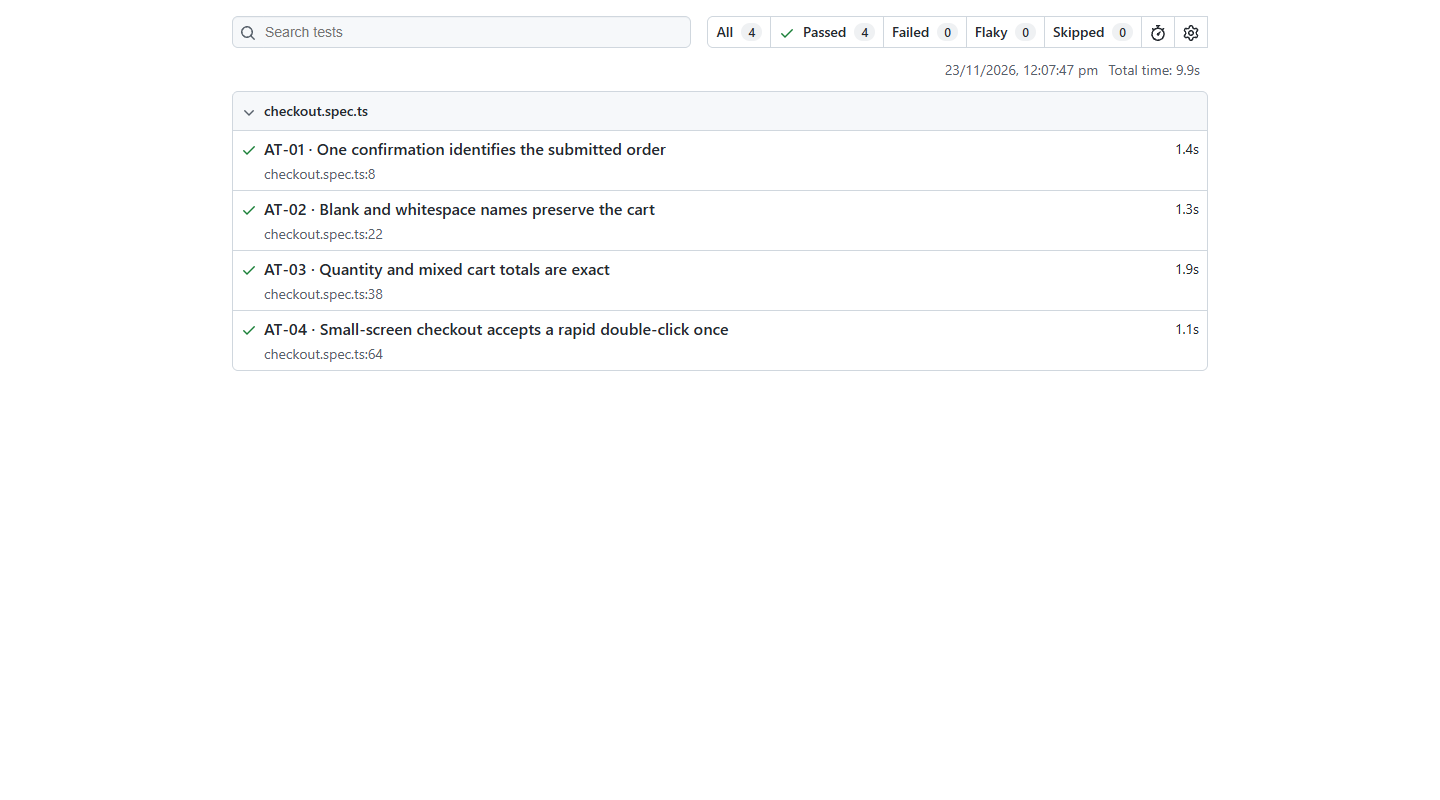 Search tests
All 4 Passed 4 Failed 0 Flaky 0 Skipped 0
23/11/2026, 12:07:47 pm Total time: 9.9s
checkout.spec.ts
AT-01 · One confirmation identifies the submitted order 1.4s
checkout.spec.ts:8
AT-02 · Blank and whitespace names preserve the cart 1.3s
checkout.spec.ts:22
AT-03 · Quantity and mixed cart totals are exact 1.9s
checkout.spec.ts:38
AT-04 · Small-screen checkout accepts a rapid double-click once 1.1s
checkout.spec.ts:64